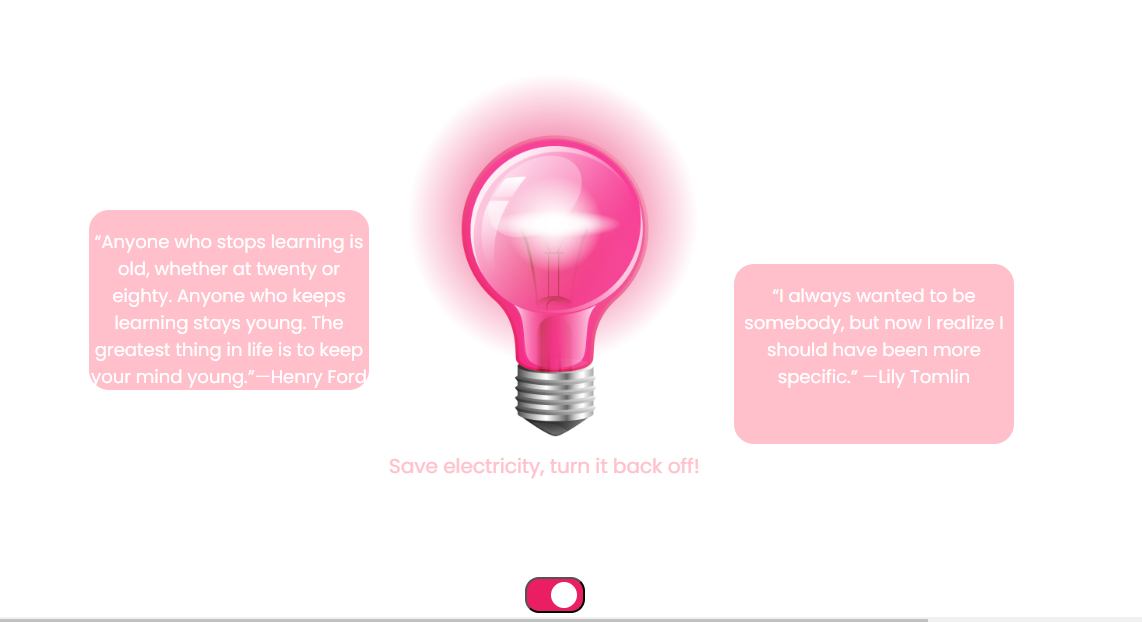 “Anyone who stops learning is
old, whether at twenty or
eighty. Anyone who keeps
learning stays young. The
greatest thing in life is to keep
your mind young.”—Henry Ford
“I always wanted to be
somebody, but now I realize I
should have been more
specific.” —Lily Tomlin
Save electricity, turn it back off!